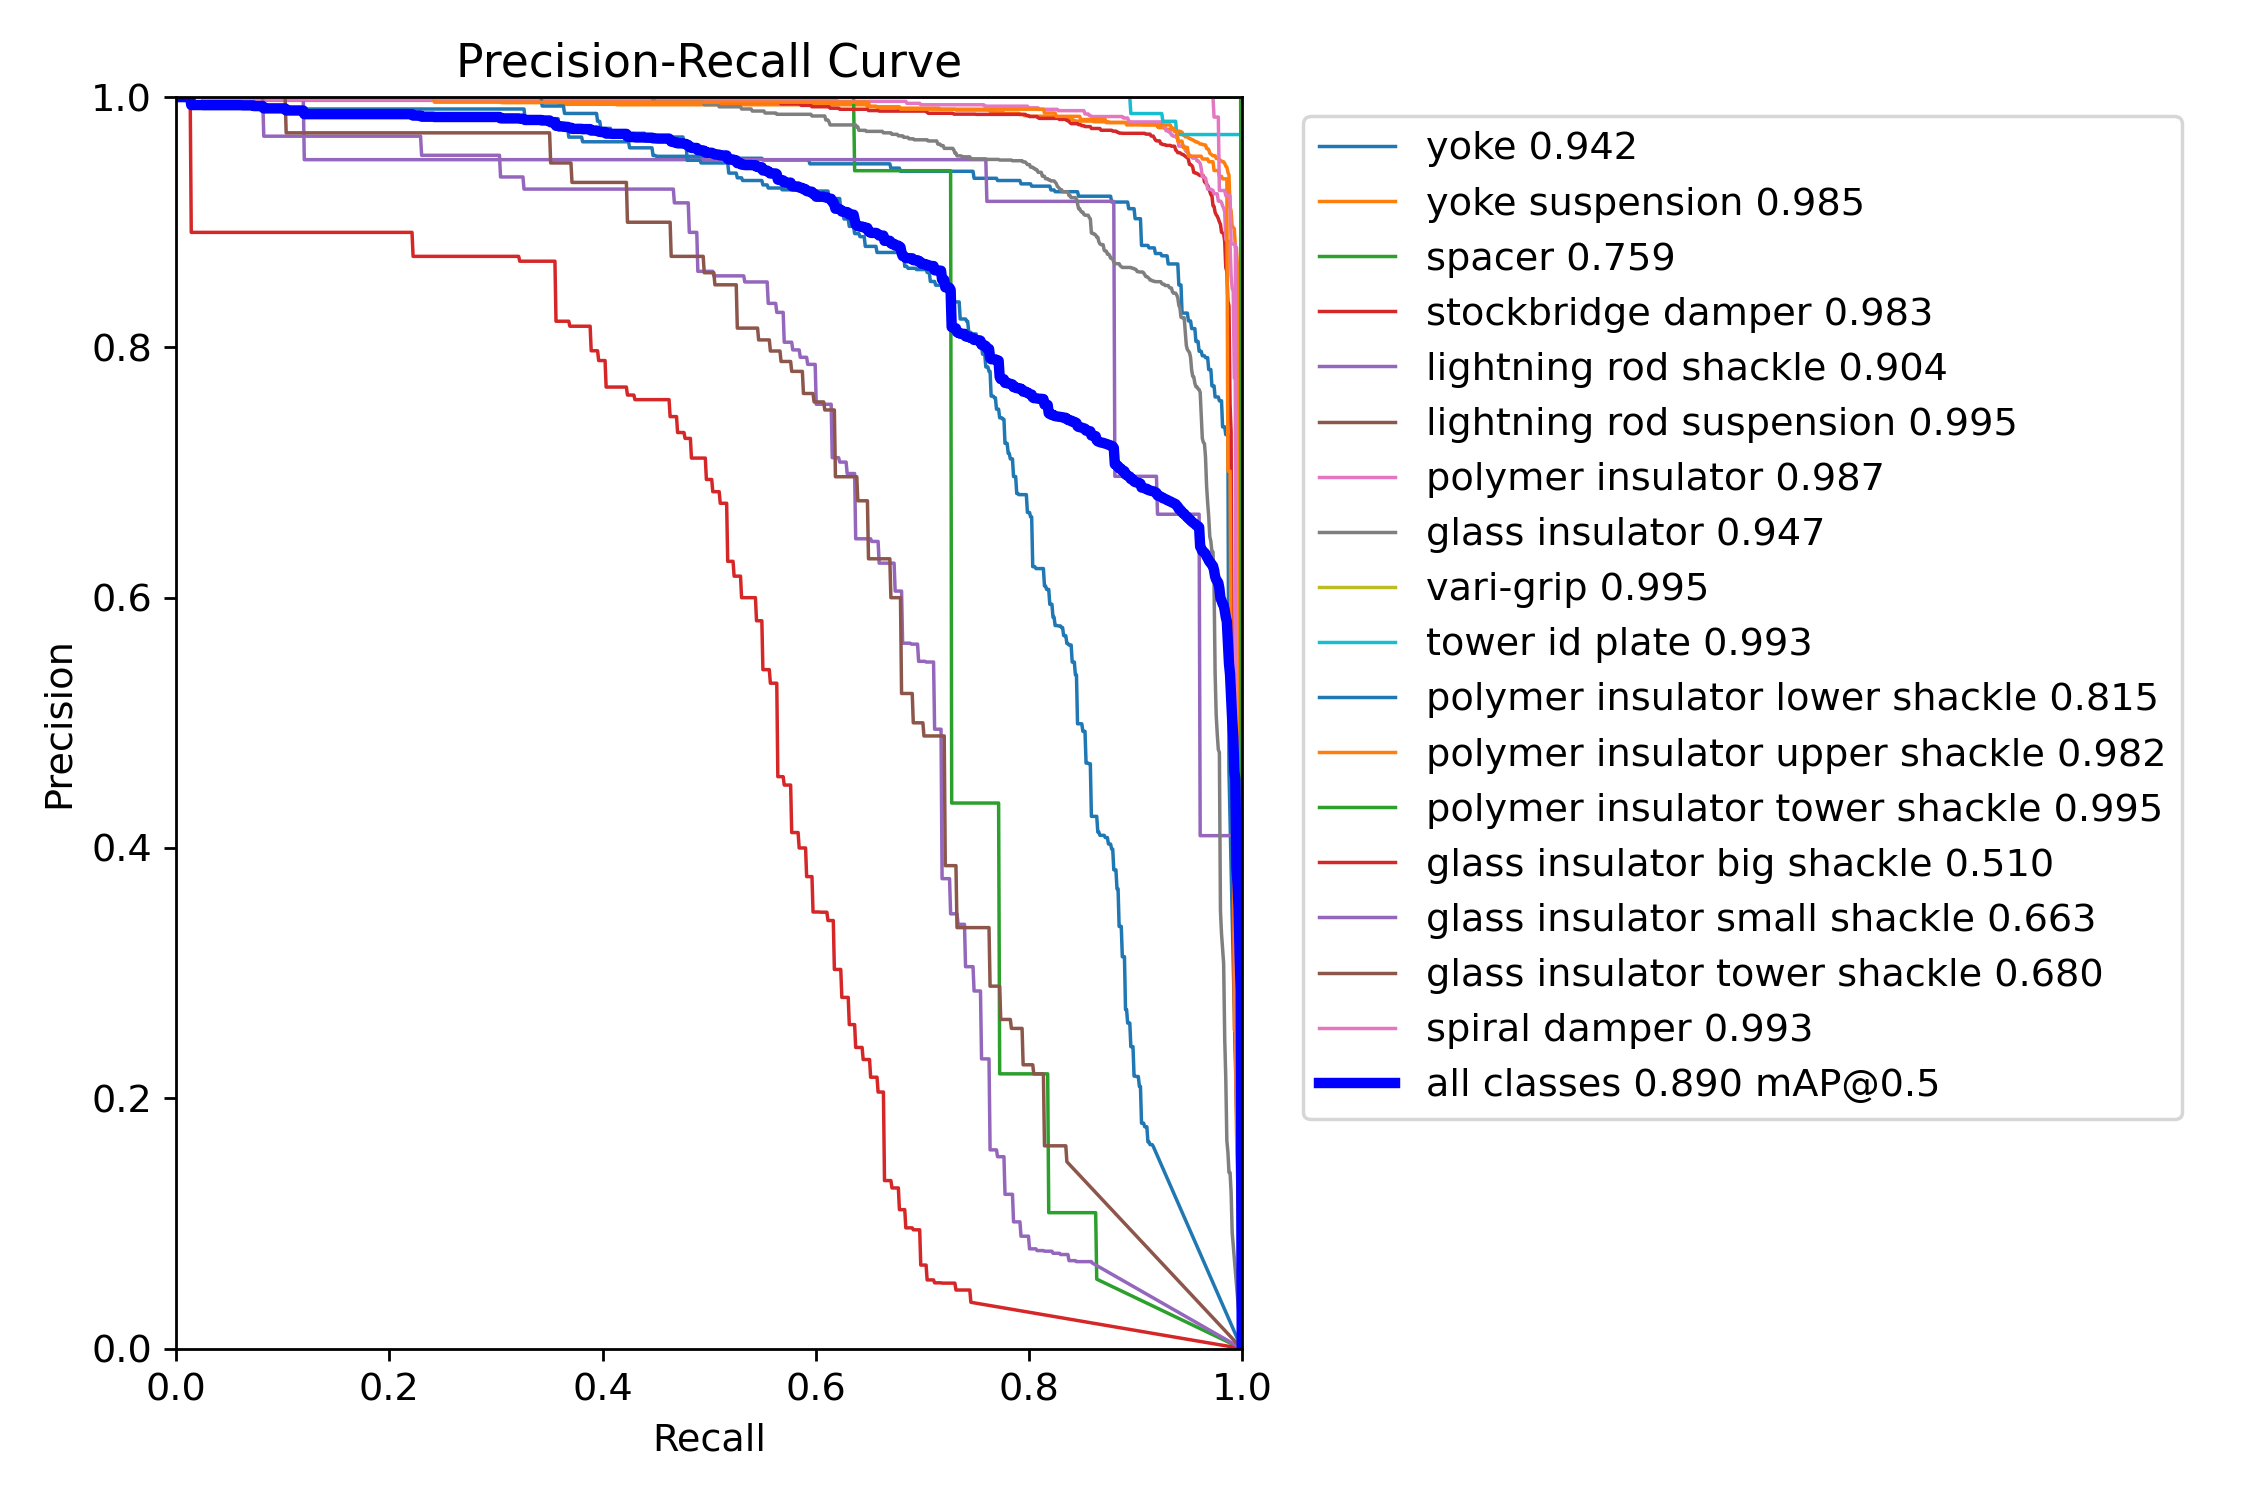 Precision-Recall Curve
1.0
0.8
0.6
0.4
0.2
0.0
Precision
0.0 0.2 0.4 0.6 0.8 1.0
Recall
yoke 0.942
yoke suspension 0.985
spacer 0.759
stockbridge damper 0.983
lightning rod shackle 0.904
lightning rod suspension 0.995
polymer insulator 0.987
glass insulator 0.947
vari-grip 0.995
tower id plate 0.993
polymer insulator lower shackle 0.815
polymer insulator upper shackle 0.982
polymer insulator tower shackle 0.995
glass insulator big shackle 0.510
glass insulator small shackle 0.663
glass insulator tower shackle 0.680
spiral damper 0.993
all classes 0.890 mAP@0.5